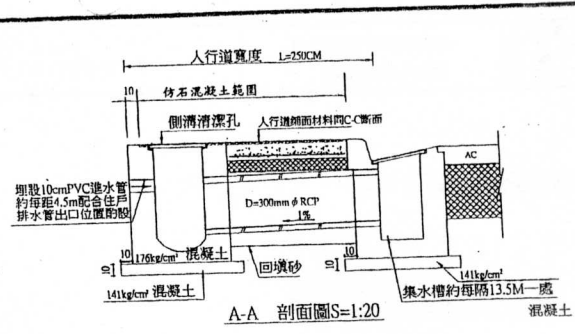 人行道寬度 L=250CM
10 仿石混凝土範圍
側溝清潔孔 人行道面材料同C-C斷面
AC
埋設10cmPVC進水管
約每距4.5m配合住戶
排水管出口位置酌設
D=300mm φ RCP
1%
10 176kg/cm² 混凝土
10
回填砂
10
10
141kg/cm² 混凝土
141kg/cm²
混凝土
集水槽約每隔13.5M一處
A-A 剖面圖S=1:20